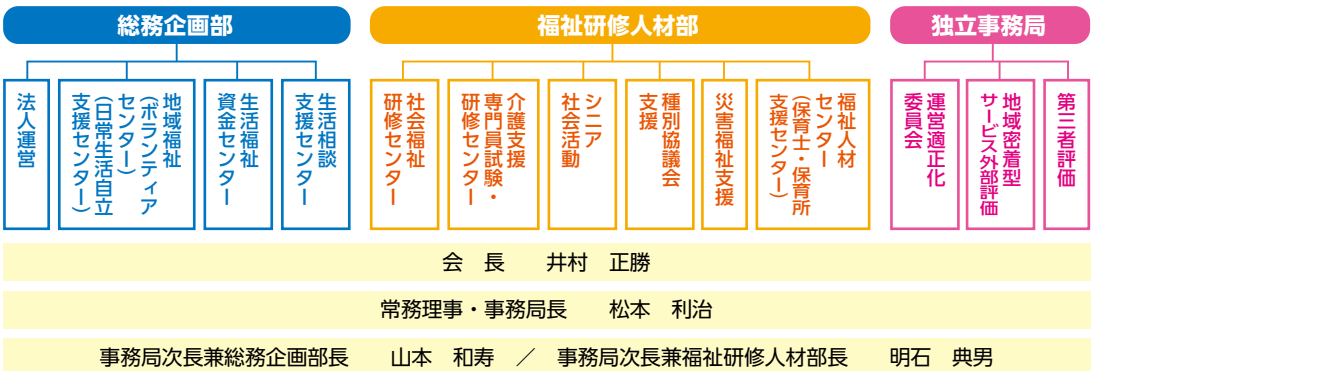 総務企画部
法人運営
地域福祉
（ボランティア
センター）
（日常生活自立
支援センター）
生活福祉
資金センター
生活相談
支援センター
福祉研修人材部
社会福祉
研修センター
介護支援
専門員試験・
研修センター
シニア
社会活動
種別協議会
支援
災害福祉支援
福祉人材
センター
（保育士・保育所
支援センター）
独立事務局
運営適正化
委員会
地域密着型
サービス外部評価
第三者評価
会　長　　井村　正勝
常務理事・事務局長　　松本　利治
事務局次長兼総務企画部長　　山本　和寿　／　事務局次長兼福祉研修人材部長　　明石　典男